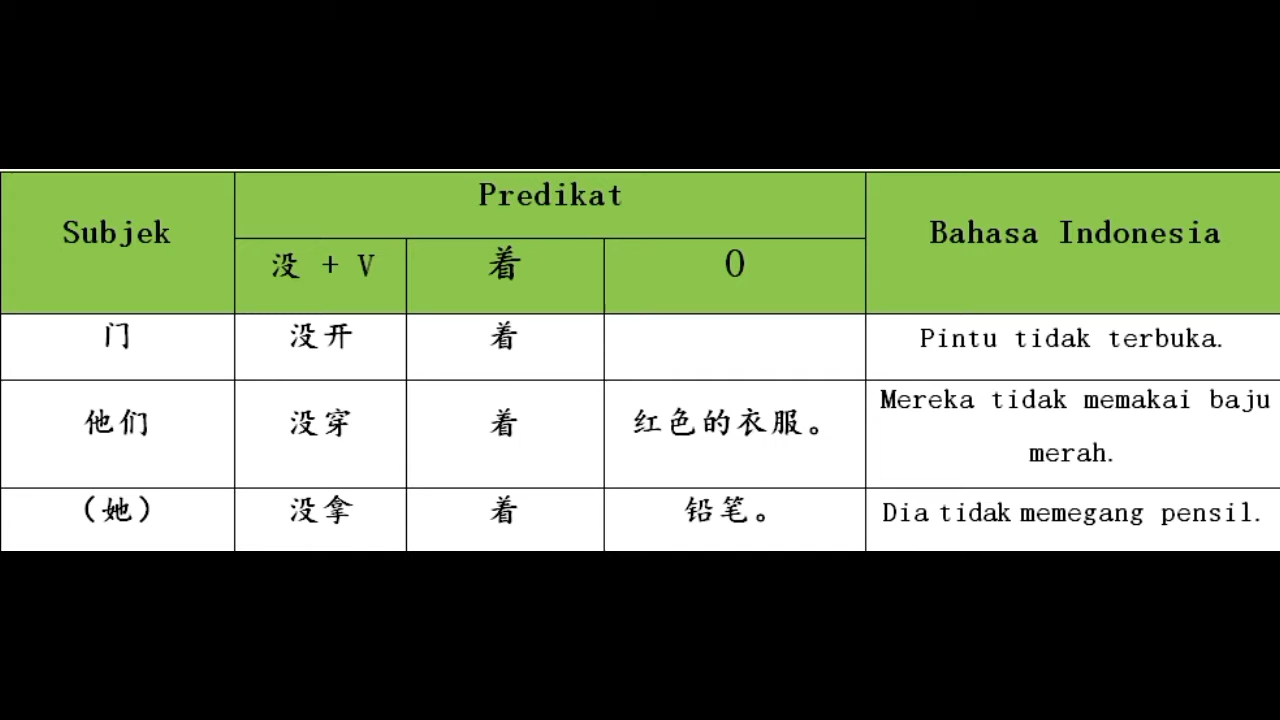 Subjek
Predikat
Bahasa Indonesia
没 + V
着
O
门
没开
着
Pintu tidak terbuka.
他们
没穿
着
红色的衣服。
Mereka tidak memakai baju
merah.
（她）
没拿
着
铅笔。
Dia tidak memegang pensil.